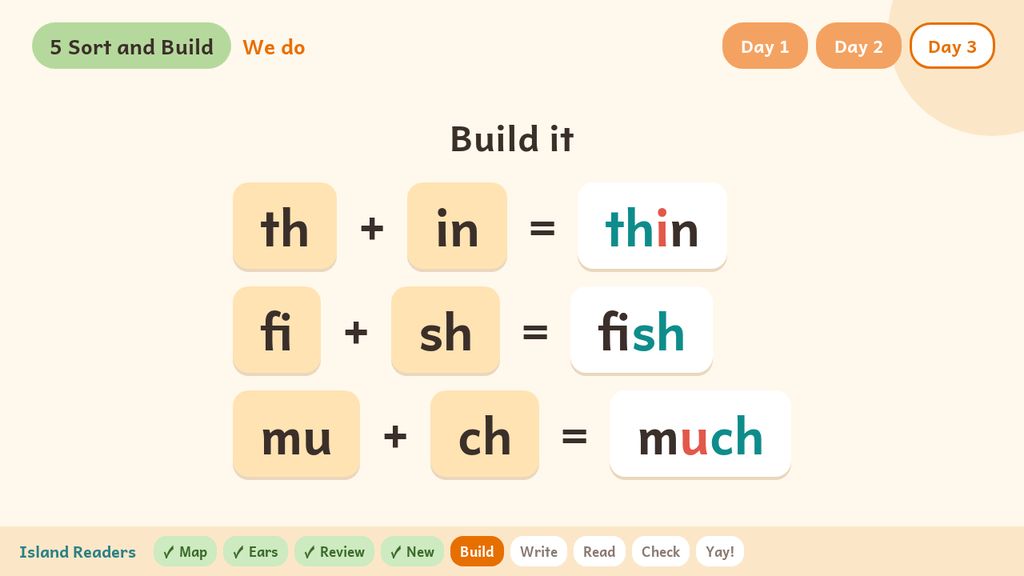 5 Sort and Build We do Day 1 Day 2 Day 3
Build it
th + in = thin
fi + sh = fish
mu + ch = much
Island Readers ✓ Map ✓ Ears ✓ Review ✓ New Build Write Read Check Yay!